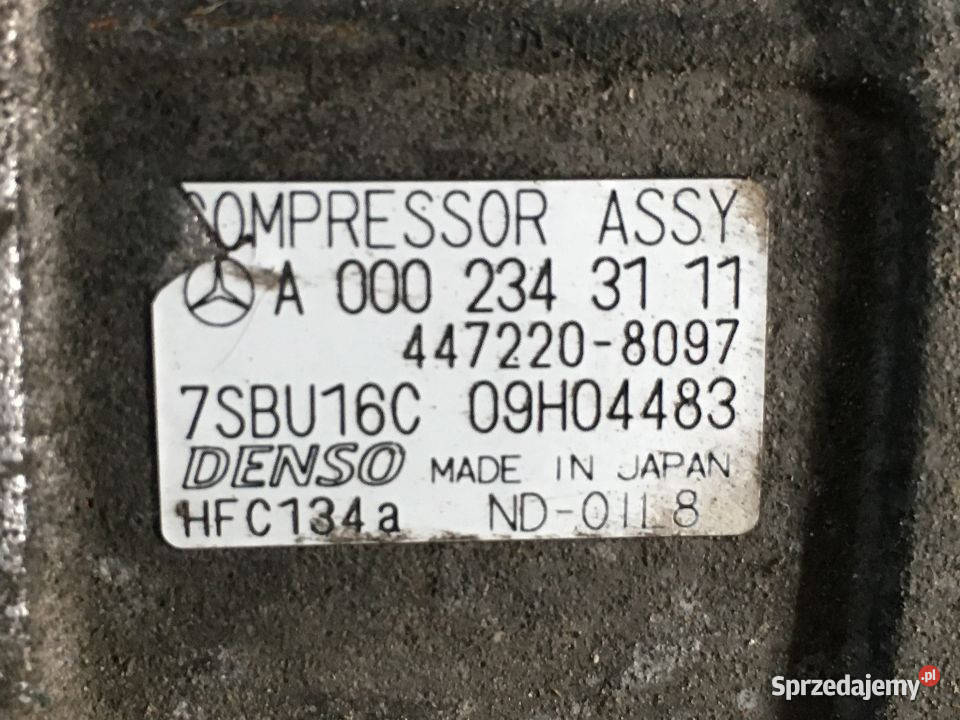 COMPRESSOR ASSY
A 000 234 31 11
447220-8097
7SBU16C 09H04483
DENSO MADE IN JAPAN
HFC134a ND-OIL8
Sprzedajemy.pl